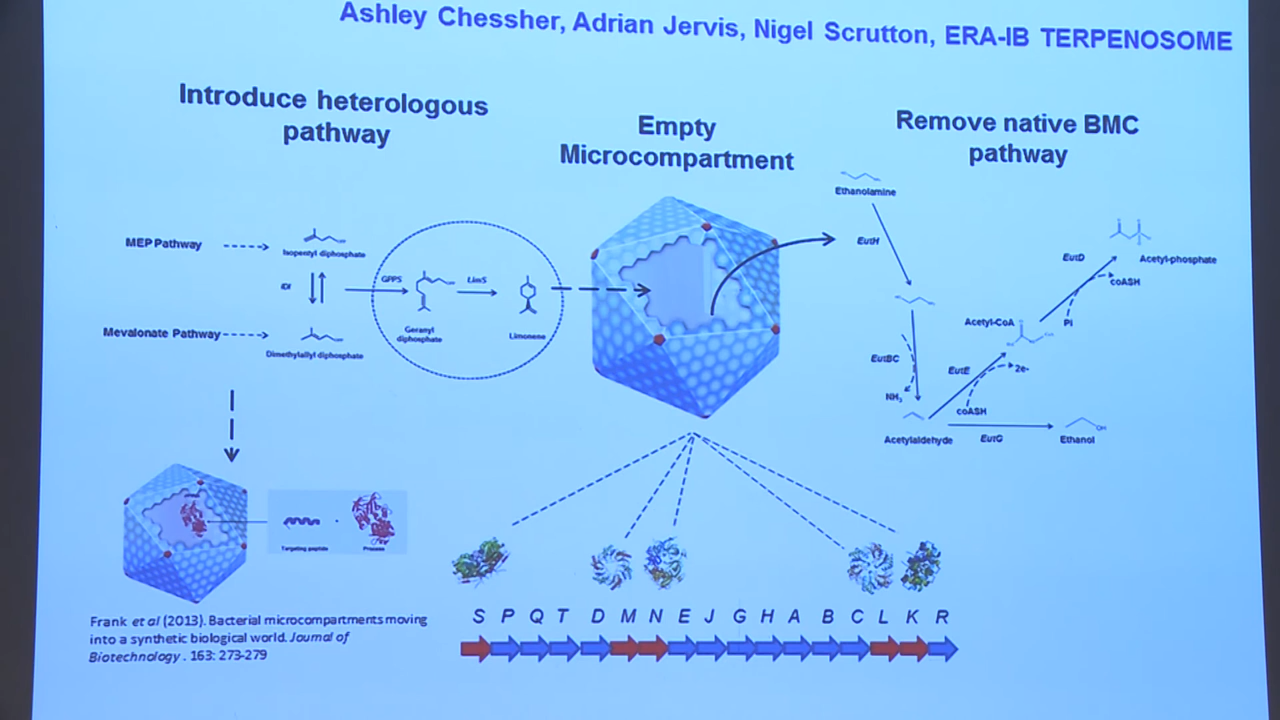 Ashley Chessher, Adrian Jervis, Nigel Scrutton, ERA-IB TERPENOSOME
Introduce heterologous
pathway
Empty
Microcompartment
Remove native BMC
pathway
MEP Pathway
Isopentyl diphosphate
Mevalonate Pathway
Dimethylallyl diphosphate
GPPS
LimS
Geranyl
diphosphate
Limonene
Ethanolamine
EutH
EutD
Acetyl-phosphate
coASH
Pi
Acetyl-CoA
EutBC
EutE
2e-
NH3
coASH
Acetylaldehyde
EutG
Ethanol
Targeting peptide
Process
S P Q T D M N E J G H A B C L K R
Frank et al (2013). Bacterial microcompartments moving
into a synthetic biological world. Journal of
Biotechnology . 163: 273-279